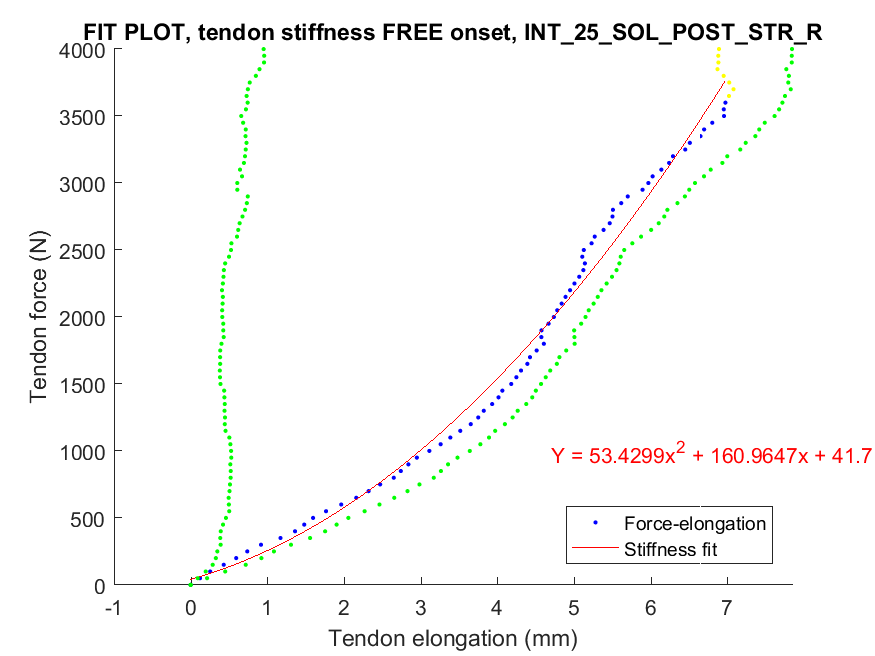 FIT PLOT, tendon stiffness FREE onset, INT_25_SOL_POST_STR_R
4000
3500
3000
2500
2000
1500
1000
500
0
Tendon force (N)
Y = 53.4299x² + 160.9647x + 41.7
Force-elongation
Stiffness fit
-1 0 1 2 3 4 5 6 7
Tendon elongation (mm)